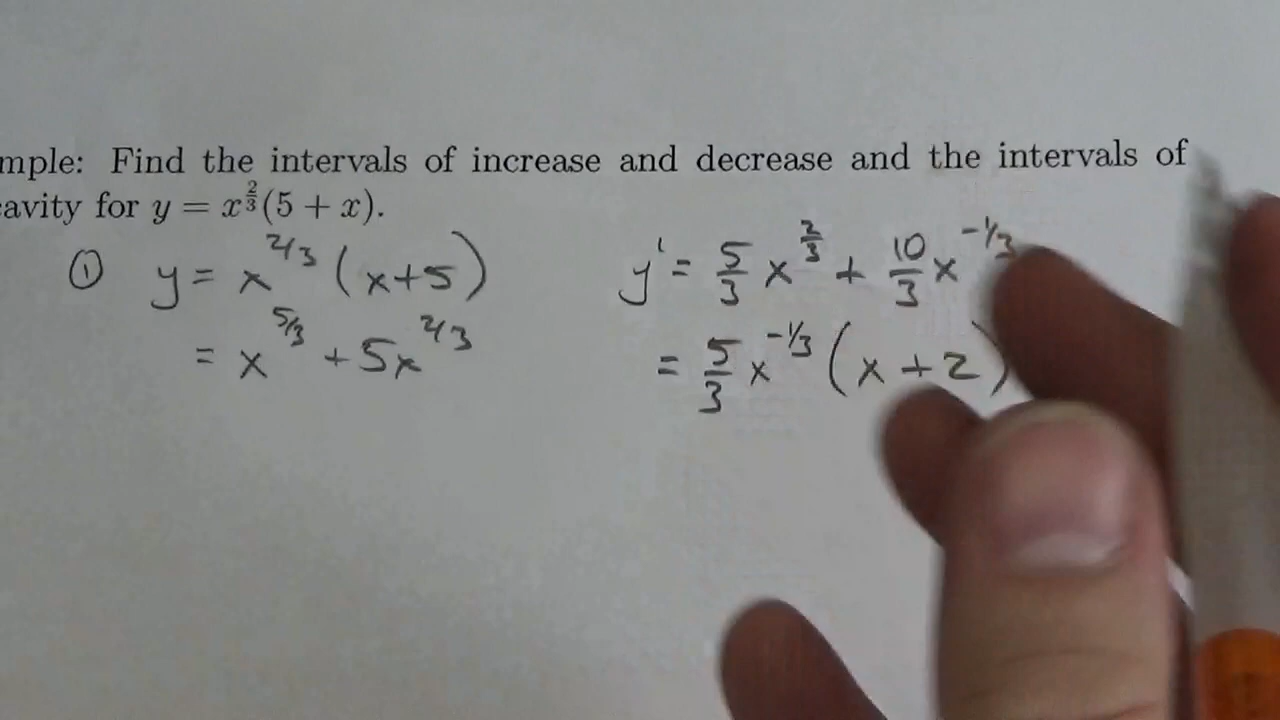 mple: Find the intervals of increase and decrease and the intervals of
cavity for y = x^{2/3}(5 + x).
① y = x^{2/3} (x+5)
= x^{5/3} + 5x^{2/3}
y' = 5/3 x^{2/3} + 10/3 x^{-1/3}
= 5/3 x^{-1/3} (x + 2)